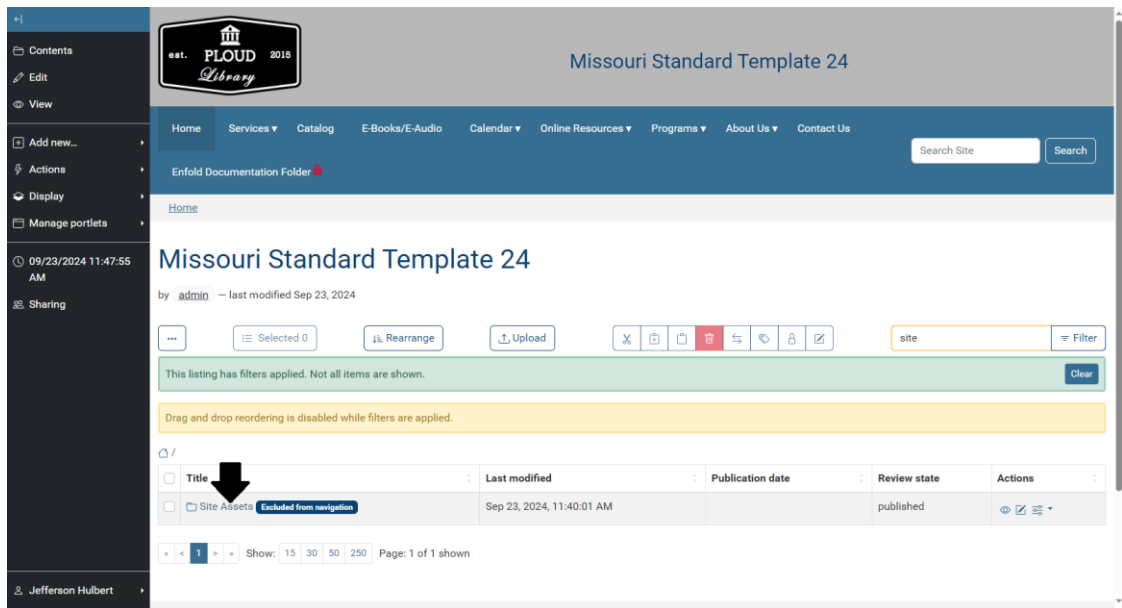 Contents
Edit
View
Add new...
Actions
Display
Manage portlets
09/23/2024 11:47:55
AM
Sharing
Jefferson Hulbert
est. PLOUD 2015
Library
Missouri Standard Template 24
Home Services ▾ Catalog E-Books/E-Audio Calendar ▾ Online Resources ▾ Programs ▾ About Us ▾ Contact Us
Search Site Search
Enfold Documentation Folder
Home
Missouri Standard Template 24
by admin — last modified Sep 23, 2024
... Selected 0 Rearrange Upload site Filter
This listing has filters applied. Not all items are shown. Clear
Drag and drop reordering is disabled while filters are applied.
/
Title Last modified Publication date Review state Actions
Site Assets Excluded from navigation Sep 23, 2024, 11:40:01 AM published
« < 1 > » Show: 15 30 50 250 Page: 1 of 1 shown